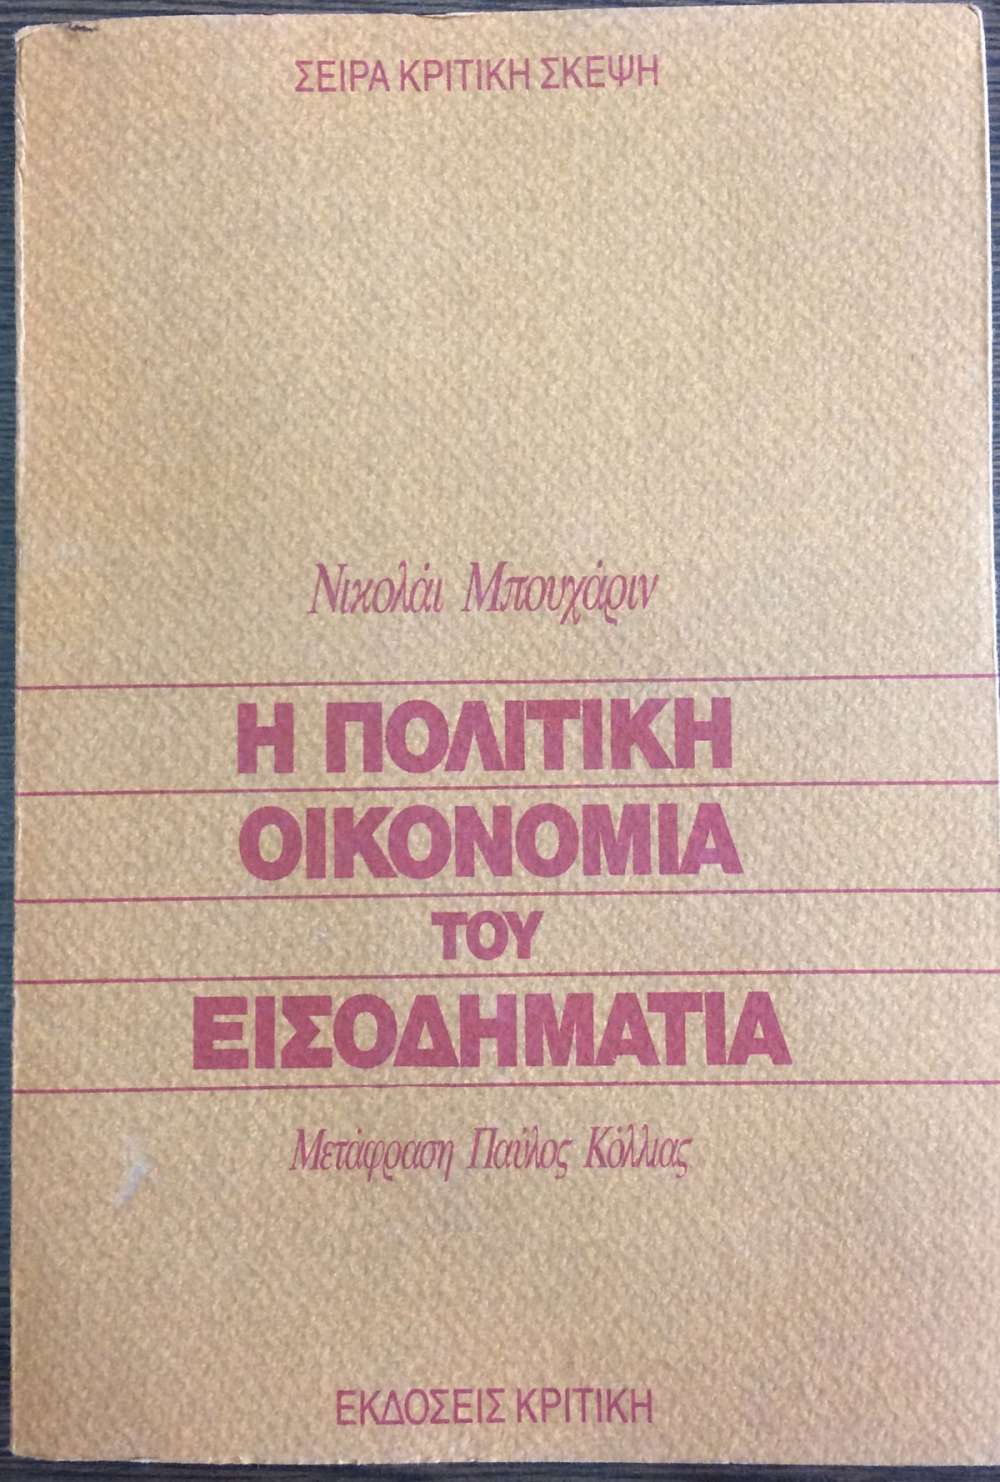 ΣΕΙΡΑ ΚΡΙΤΙΚΗ ΣΚΕΨΗ
Νικολάι Μπουχάριν
Η ΠΟΛΙΤΙΚΗ
ΟΙΚΟΝΟΜΙΑ
ΤΟΥ
ΕΙΣΟΔΗΜΑΤΙΑ
Μετάφραση Παύλος Κόλλιας
ΕΚΔΟΣΕΙΣ ΚΡΙΤΙΚΗ